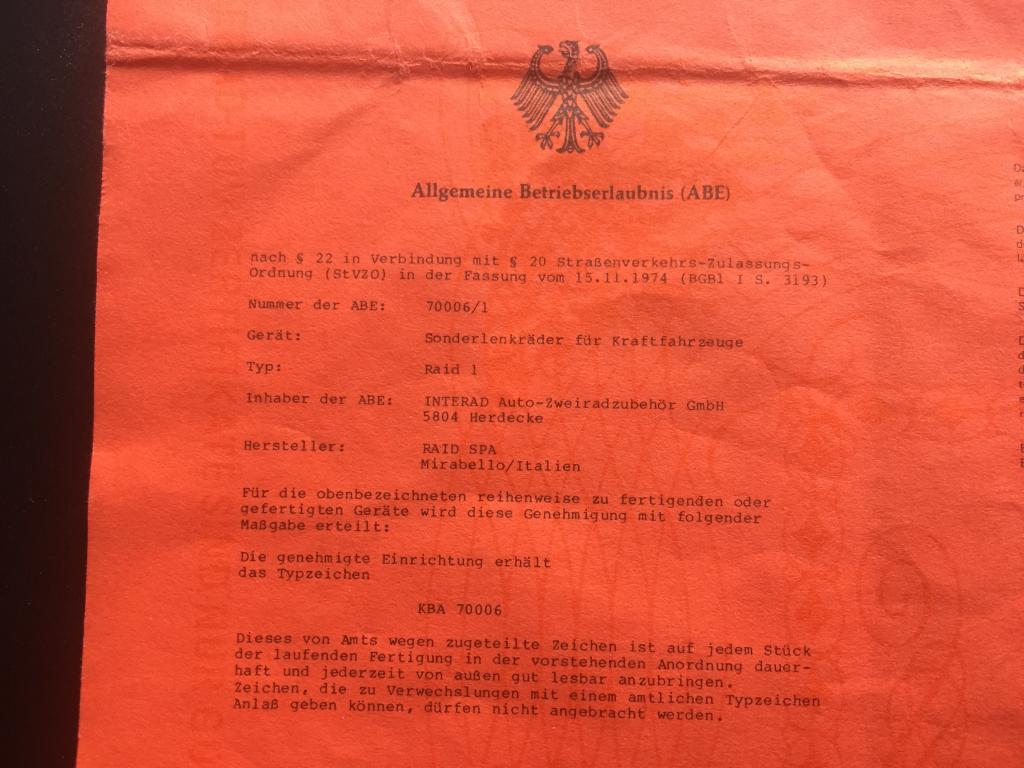 Allgemeine Betriebserlaubnis (ABE)
nach § 22 in Verbindung mit § 20 Straßenverkehrs-Zulassungs-
Ordnung (StVZO) in der Fassung vom 15.11.1974 (BGBl I S. 3193)
Nummer der ABE: 70006/1
Gerät: Sonderlenkräder für Kraftfahrzeuge
Typ: Raid 1
Inhaber der ABE: INTERAD Auto-Zweiradzubehör GmbH
5804 Herdecke
Hersteller: RAID SPA
Mirabello/Italien
Für die obenbezeichneten reihenweise zu fertigenden oder
gefertigten Geräte wird diese Genehmigung mit folgender
Maßgabe erteilt:
Die genehmigte Einrichtung erhält
das Typzeichen
KBA 70006
Dieses von Amts wegen zugeteilte Zeichen ist auf jedem Stück
der laufenden Fertigung in der vorstehenden Anordnung dauer-
haft und jederzeit von außen gut lesbar anzubringen.
Zeichen, die zu Verwechslungen mit einem amtlichen Typzeichen
Anlaß geben können, dürfen nicht angebracht werden.